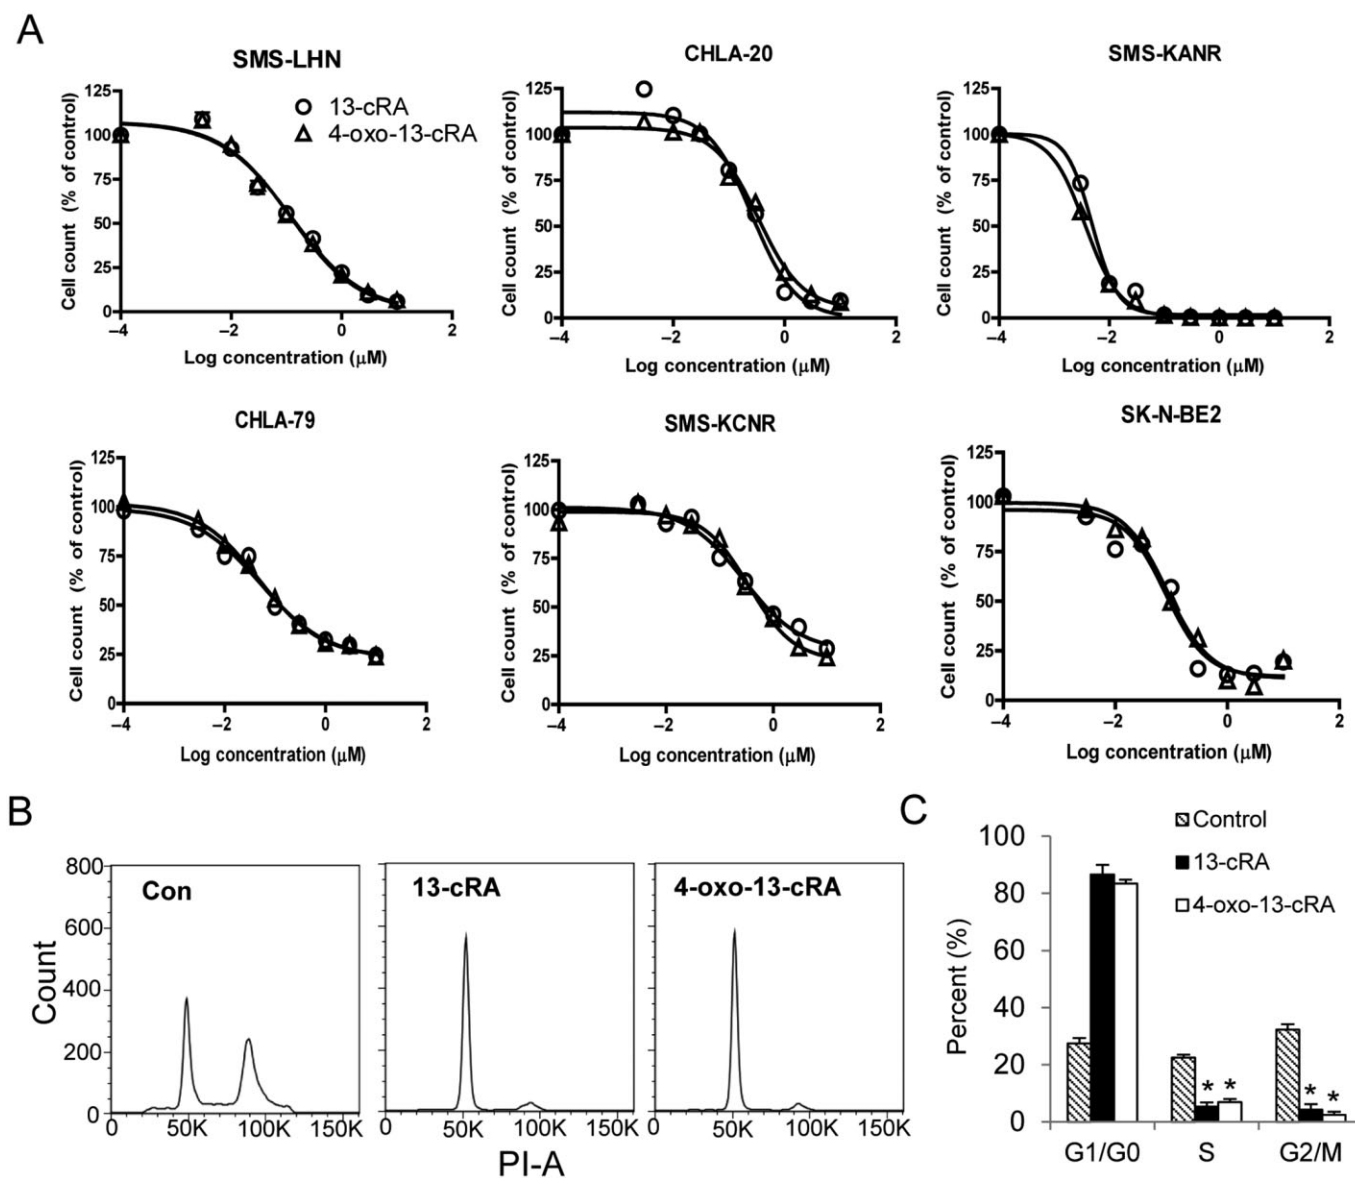 A
SMS-LHN
13-cRA
4-oxo-13-cRA
Cell count (% of control)
125
100
75
50
25
0
−4
−2
0
2
Log concentration (μM)
CHLA-20
Cell count (% of control)
125
100
75
50
25
0
−4
−2
0
2
Log concentration (μM)
SMS-KANR
Cell count (% of control)
125
100
75
50
25
0
−4
−2
0
2
Log concentration (μM)
CHLA-79
Cell count (% of control)
125
100
75
50
25
0
−4
−2
0
2
Log concentration (μM)
SMS-KCNR
Cell count (% of control)
125
100
75
50
25
0
−4
−2
0
2
Log concentration (μM)
SK-N-BE2
Cell count (% of control)
125
100
75
50
25
0
−4
−2
0
2
Log concentration (μM)
B
Count
800
600
400
200
0
Con
0 50K 100K 150K
13-cRA
0 50K 100K 150K
4-oxo-13-cRA
0 50K 100K 150K
PI-A
C
Control
13-cRA
4-oxo-13-cRA
Percent (%)
100
80
60
40
20
0
* *
* *
G1/G0 S G2/M